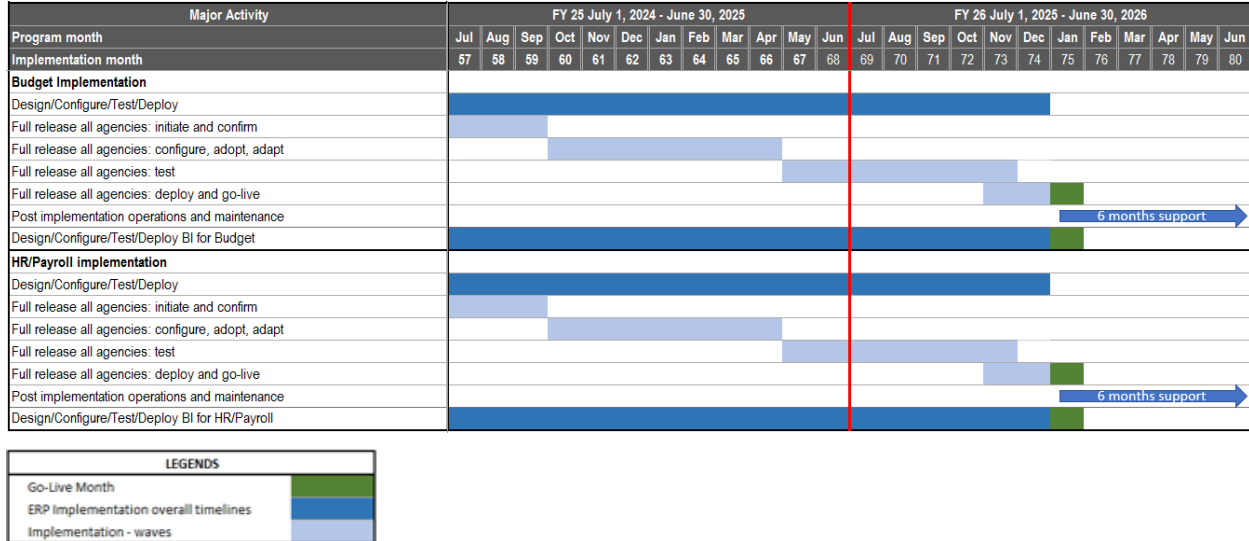 Major Activity FY 25 July 1, 2024 - June 30, 2025 FY 26 July 1, 2025 - June 30, 2026
Program month Jul Aug Sep Oct Nov Dec Jan Feb Mar Apr May Jun Jul Aug Sep Oct Nov Dec Jan Feb Mar Apr May Jun
Implementation month 57 58 59 60 61 62 63 64 65 66 67 68 69 70 71 72 73 74 75 76 77 78 79 80
Budget Implementation
Design/Configure/Test/Deploy
Full release all agencies: initiate and confirm
Full release all agencies: configure, adopt, adapt
Full release all agencies: test
Full release all agencies: deploy and go-live
Post implementation operations and maintenance 6 months support
Design/Configure/Test/Deploy BI for Budget
HR/Payroll implementation
Design/Configure/Test/Deploy
Full release all agencies: initiate and confirm
Full release all agencies: configure, adopt, adapt
Full release all agencies: test
Full release all agencies: deploy and go-live
Post implementation operations and maintenance 6 months support
Design/Configure/Test/Deploy BI for HR/Payroll
LEGENDS
Go-Live Month
ERP Implementation overall timelines
Implementation - waves